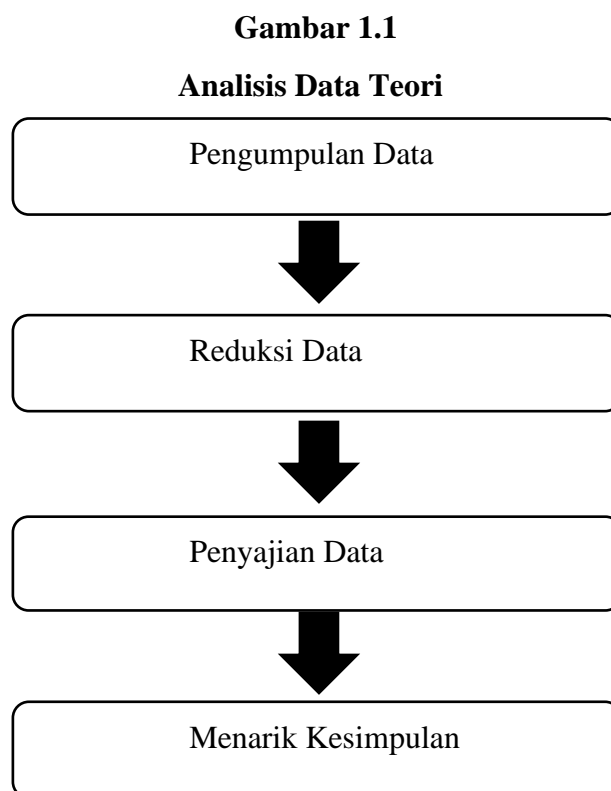 Gambar 1.1
Analisis Data Teori
Pengumpulan Data
Reduksi Data
Penyajian Data
Menarik Kesimpulan